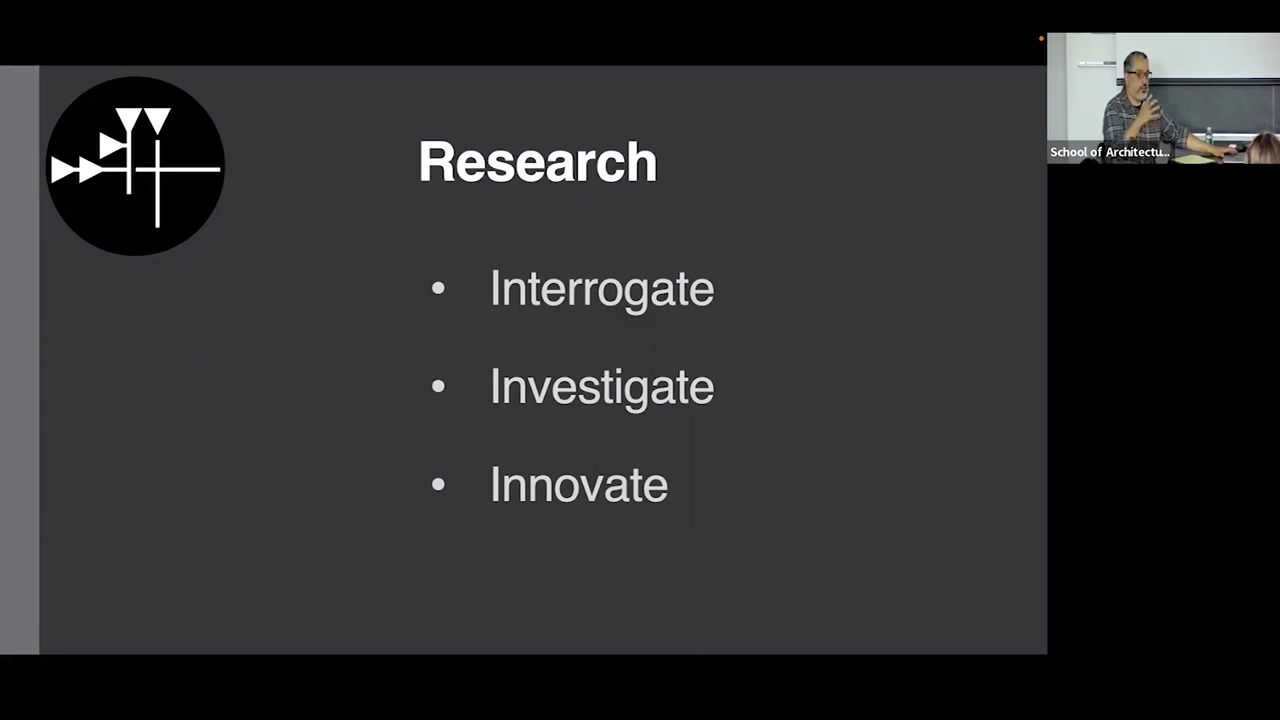 Research
• Interrogate
• Investigate
• Innovate
School of Architectu...